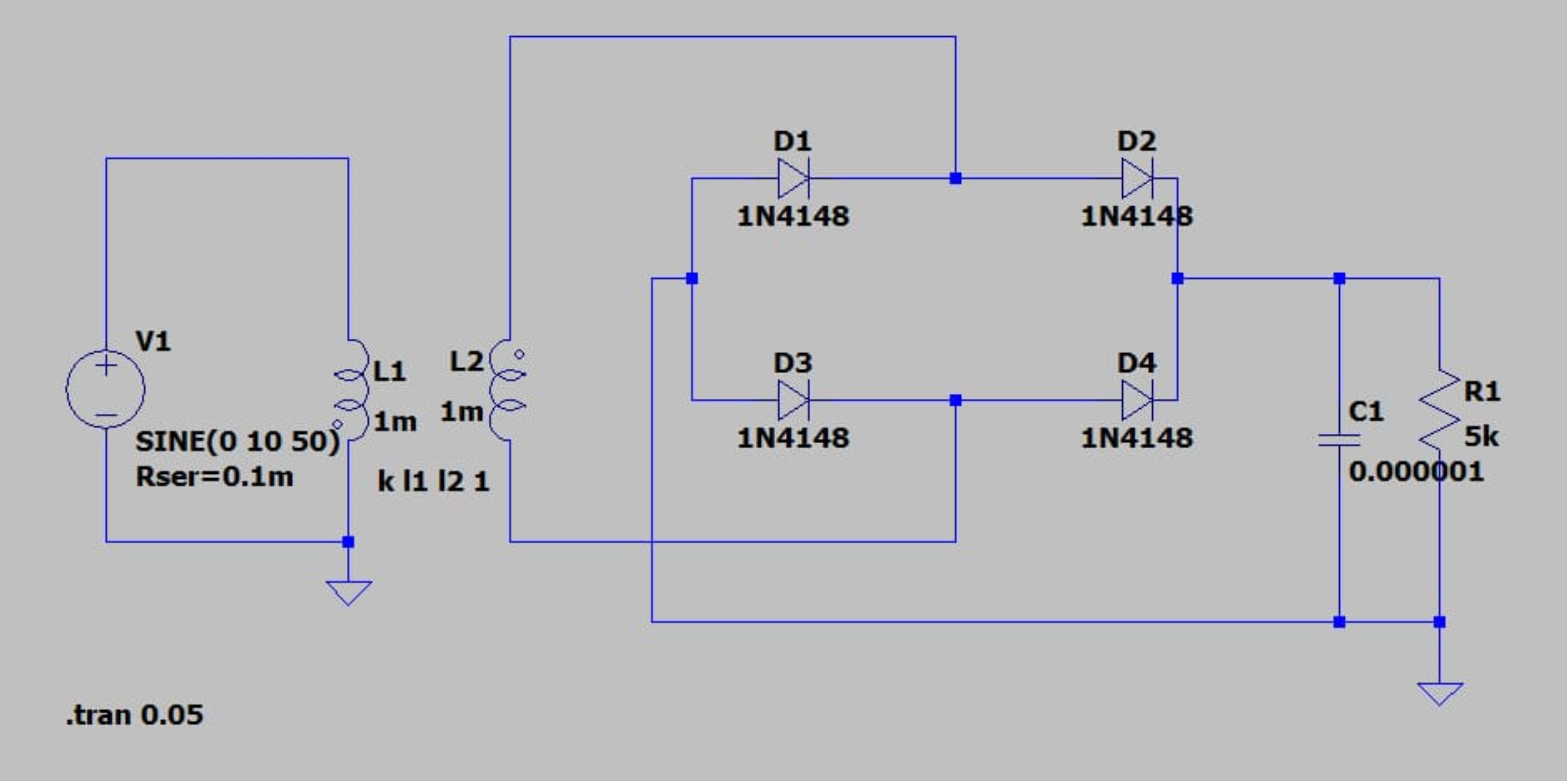 D1
D2
1N4148
1N4148
V1
L1
L2
1m
1m
SINE(0 10 50)
Rser=0.1m
k l1 l2 1
D3
D4
1N4148
1N4148
C1
0.000001
R1
5k
.tran 0.05